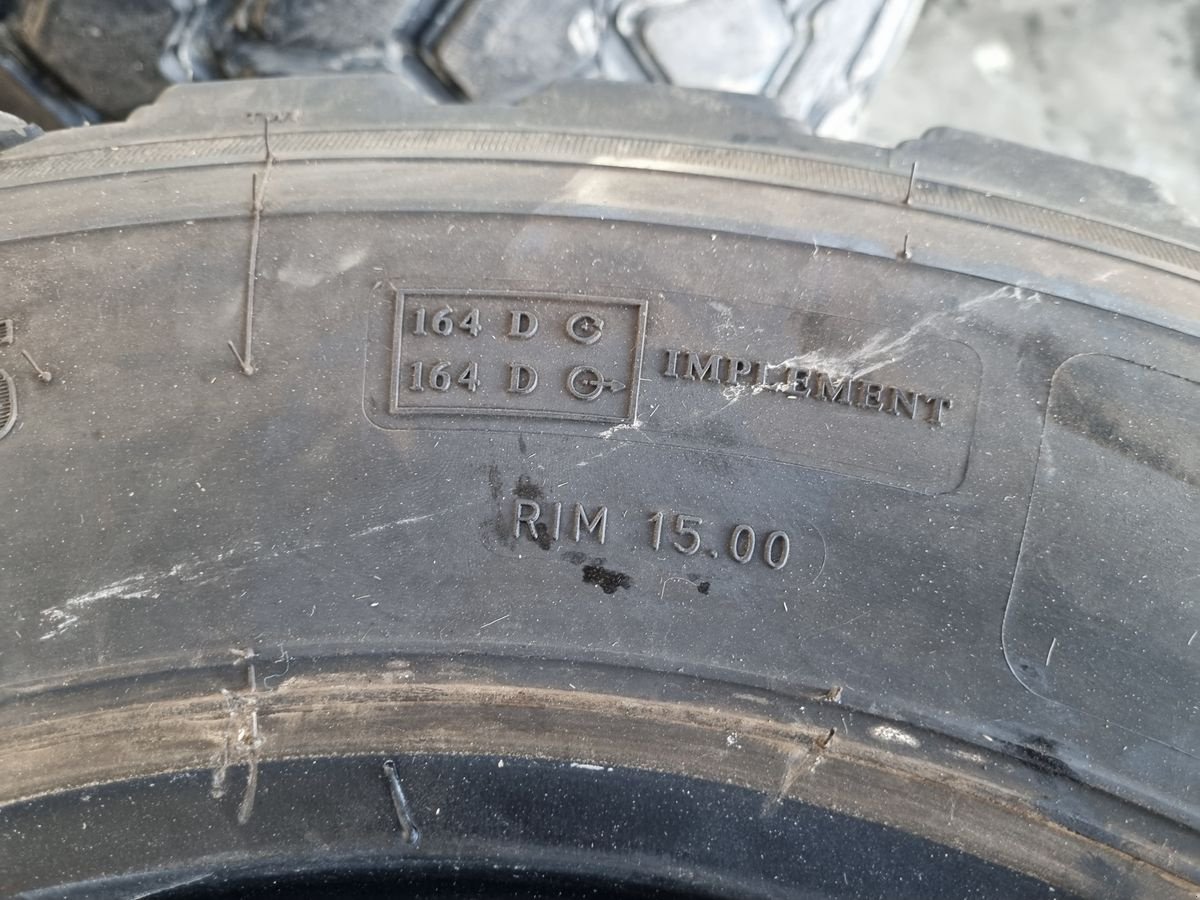 164 D
164 D
IMPLEMENT
RIM 15.00